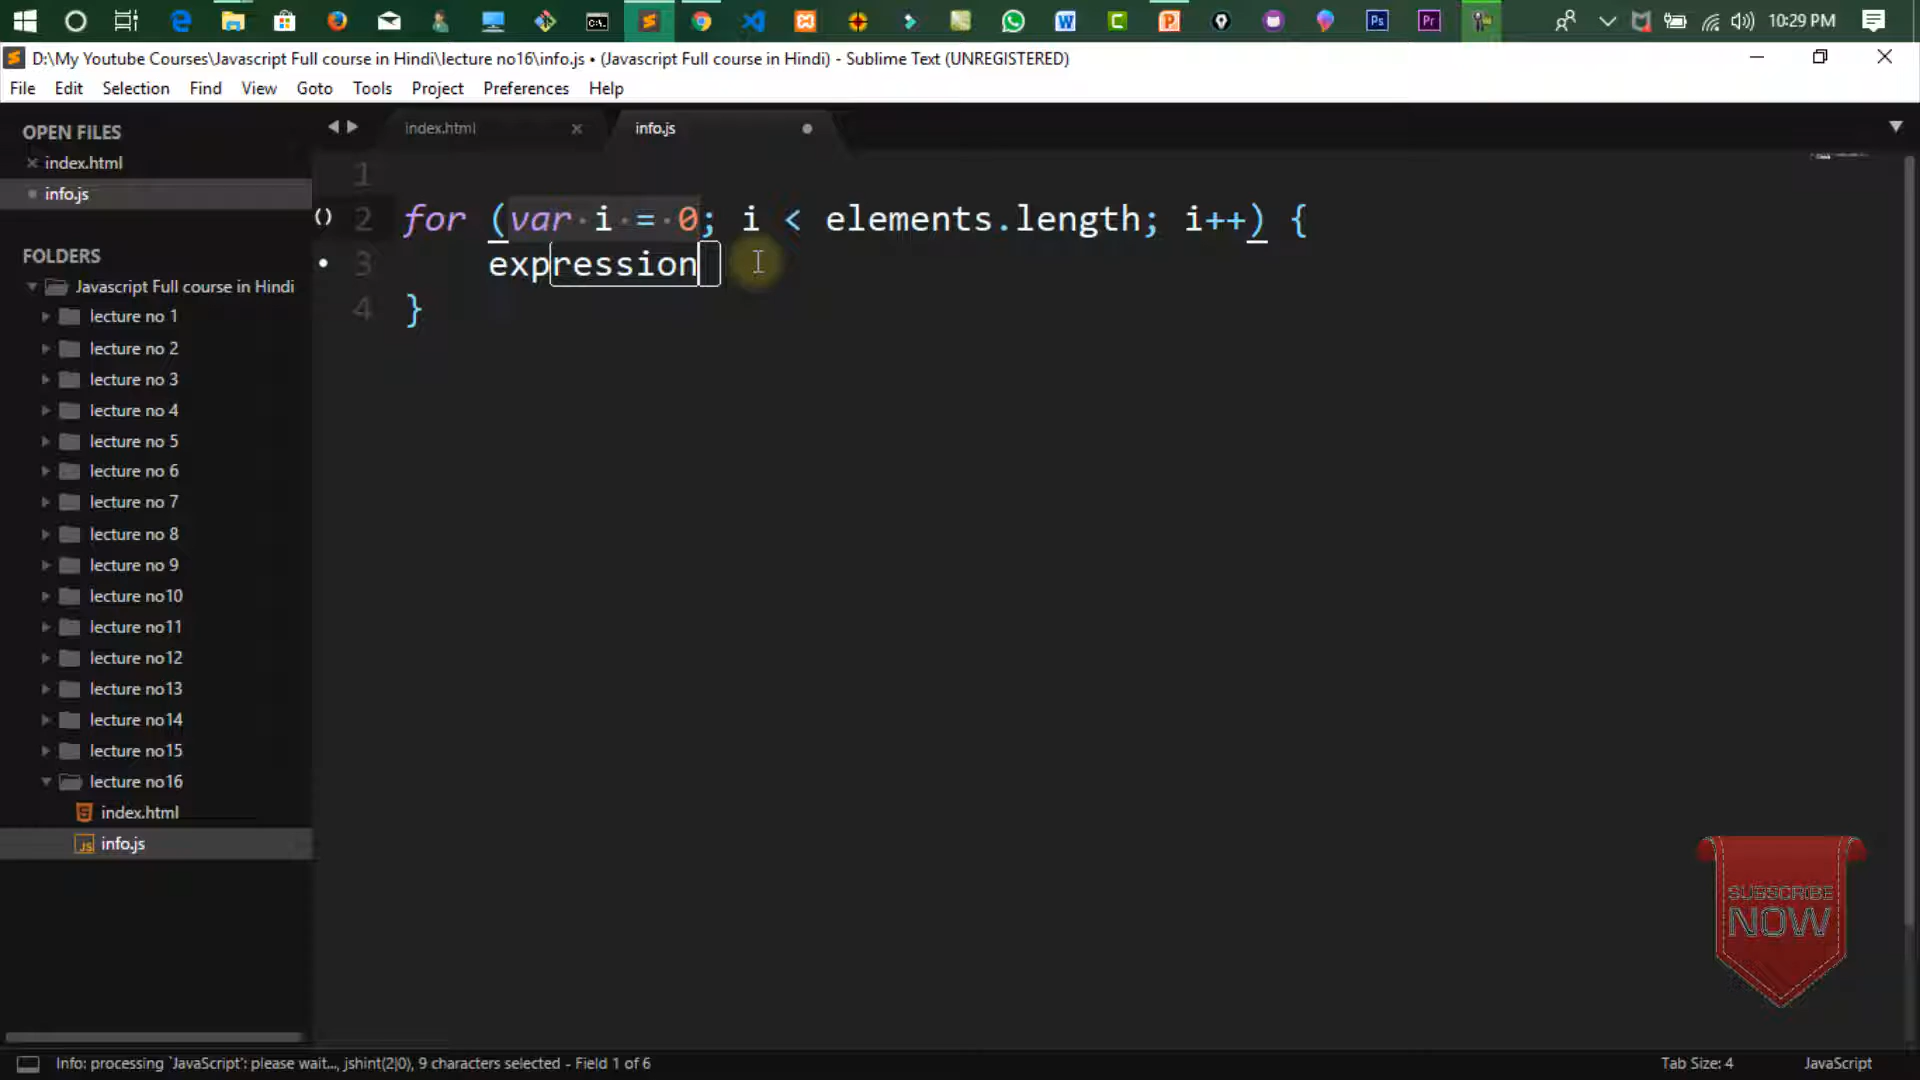 10:29 PM
D:\My Youtube Courses\Javascript Full course in Hindi\lecture no16\info.js • (Javascript Full course in Hindi) - Sublime Text (UNREGISTERED)
File Edit Selection Find View Goto Tools Project Preferences Help
OPEN FILES
index.html
info.js
FOLDERS
Javascript Full course in Hindi
lecture no 1
lecture no 2
lecture no 3
lecture no 4
lecture no 5
lecture no 6
lecture no 7
lecture no 8
lecture no 9
lecture no10
lecture no11
lecture no12
lecture no13
lecture no14
lecture no15
lecture no16
index.html
info.js
index.html info.js
1
2 for (var i = 0; i < elements.length; i++) {
3 expression
4 }
SUBSCRIBE
NOW
Info: processing `JavaScript': please wait..., jshint(2|0), 9 characters selected - Field 1 of 6
Tab Size: 4 JavaScript